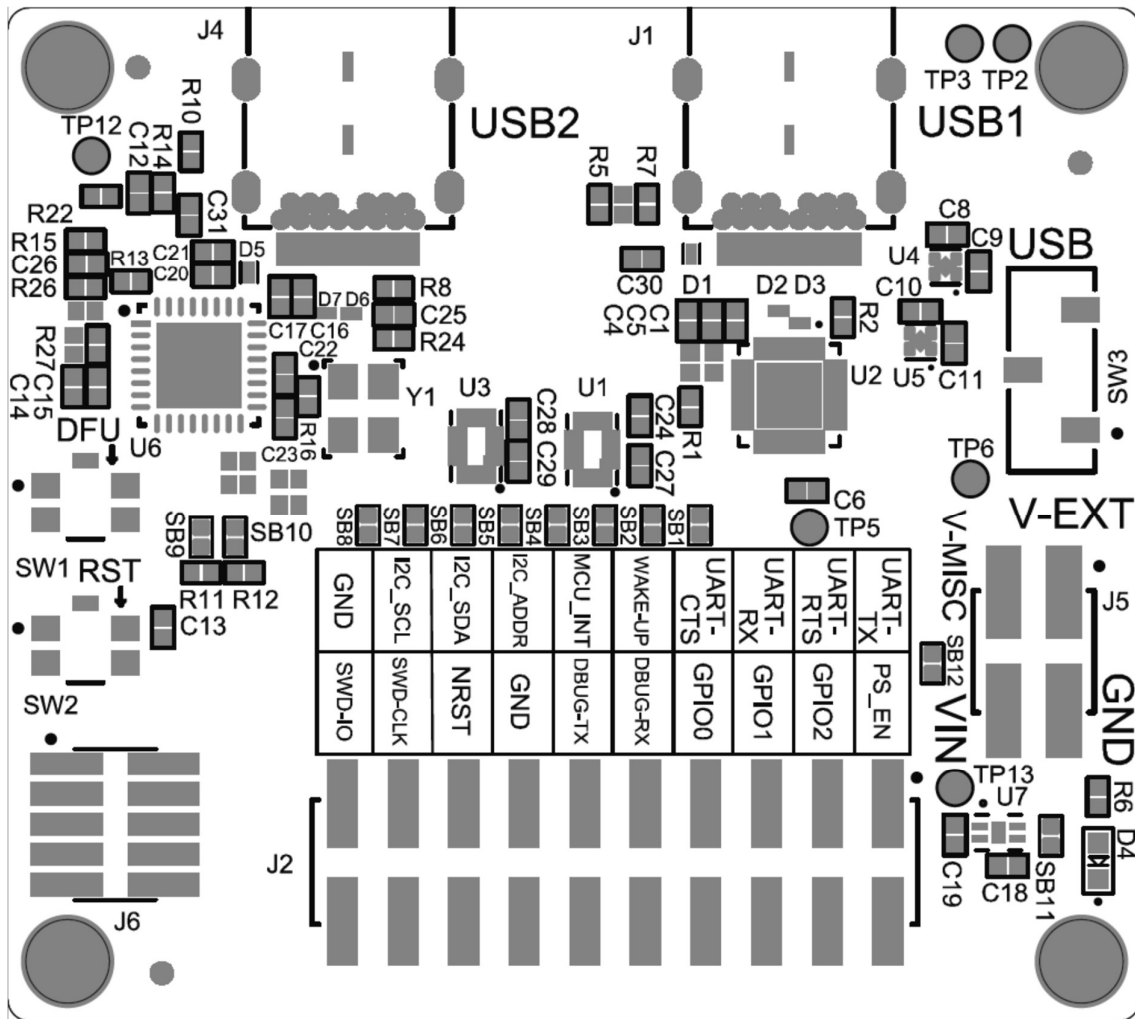 J4
J1
TP3
TP2
USB2
USB1
R10
TP12
C12
R14
R5
R7
R22
C31
C8
C9
USB
R15
C21
D5
U4
C26
R13
C20
R26
C30
D1
D2
D3
C10
R8
D7
D6
C17
C16
C25
C4
C5
C1
R2
R27
C22
R24
U5
C11
SW3
C14
C15
Y1
U3
U1
U2
DFU
U6
R16
C23
C28
C29
C24
C27
R1
TP6
C6
TP5
V-EXT
SB9
SB10
SB8
SB7
SB6
SB5
SB4
SB3
SB2
SB1
V-MISC
SW1
RST
R11
R12
C13
GND
I2C_SCL
I2C_SDA
I2C_ADDR
MCU_INT
WAKE-UP
UART-
CTS
UART-
RX
UART-
RTS
UART-
TX
J5
SB12
SW2
SWD-IO
SWD-CLK
NRST
GND
DBUG-TX
DBUG-RX
GPIO0
GPIO1
GPIO2
PS_EN
VIN
GND
TP13
U7
R6
D4
J2
C19
C18
SB11
J6